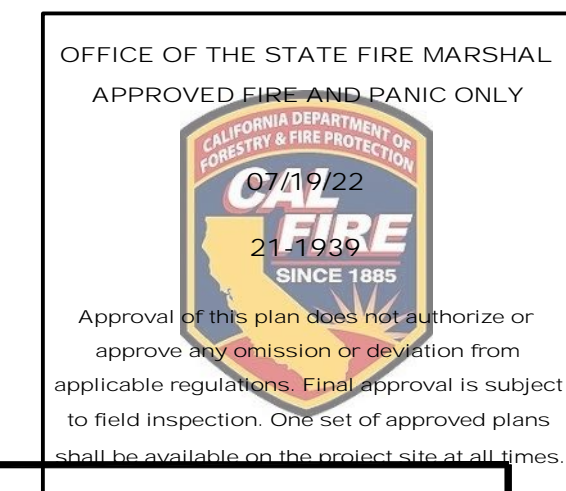 OFFICE OF THE STATE FIRE MARSHAL
APPROVED FIRE AND PANIC ONLY
CALIFORNIA DEPARTMENT OF
FORESTRY & FIRE PROTECTION
CAL
07/19/22
FIRE
21-1939
SINCE 1885
Approval of this plan does not authorize or
approve any omission or deviation from
applicable regulations. Final approval is subject
to field inspection. One set of approved plans
shall be available on the project site at all times.